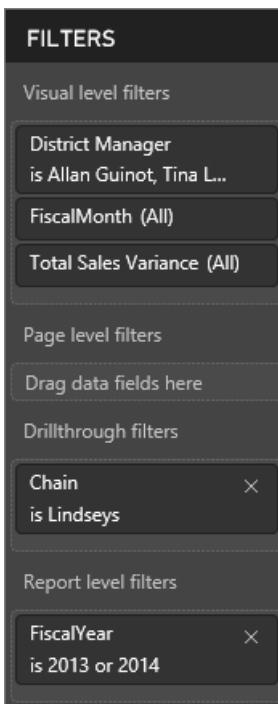 FILTERS
Visual level filters
District Manager
is Allan Guinot, Tina L...
FiscalMonth (All)
Total Sales Variance (All)
Page level filters
Drag data fields here
Drillthrough filters
Chain
is Lindseys
Report level filters
FiscalYear
is 2013 or 2014